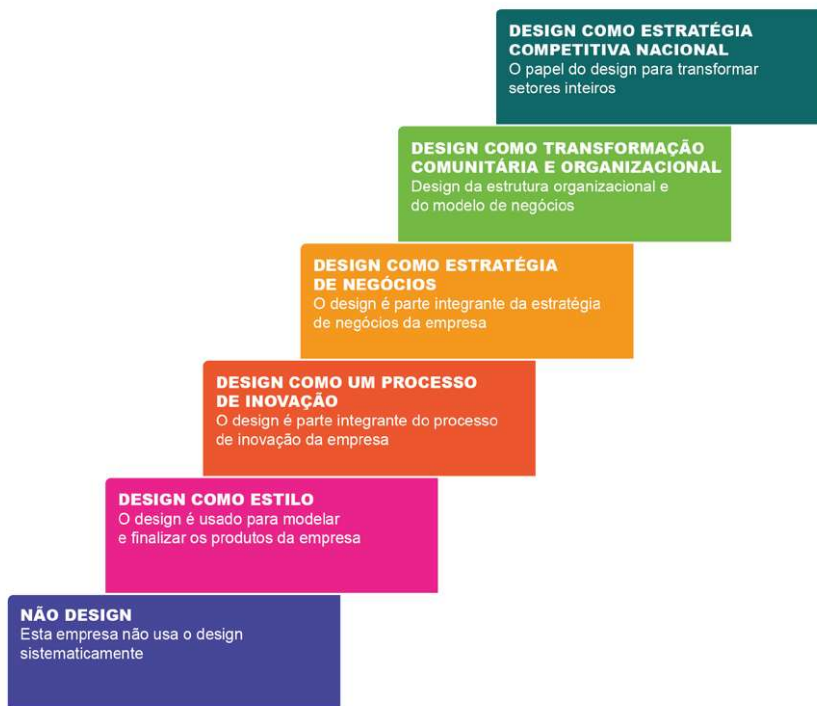 DESIGN COMO ESTRATÉGIA
COMPETITIVA NACIONAL
O papel do design para transformar
setores inteiros
DESIGN COMO TRANSFORMAÇÃO
COMUNITÁRIA E ORGANIZACIONAL
Design da estrutura organizacional e
do modelo de negócios
DESIGN COMO ESTRATÉGIA
DE NEGÓCIOS
O design é parte integrante da estratégia
de negócios da empresa
DESIGN COMO UM PROCESSO
DE INOVAÇÃO
O design é parte integrante do processo
de inovação da empresa
DESIGN COMO ESTILO
O design é usado para modelar
e finalizar os produtos da empresa
NÃO DESIGN
Esta empresa não usa o design
sistematicamente